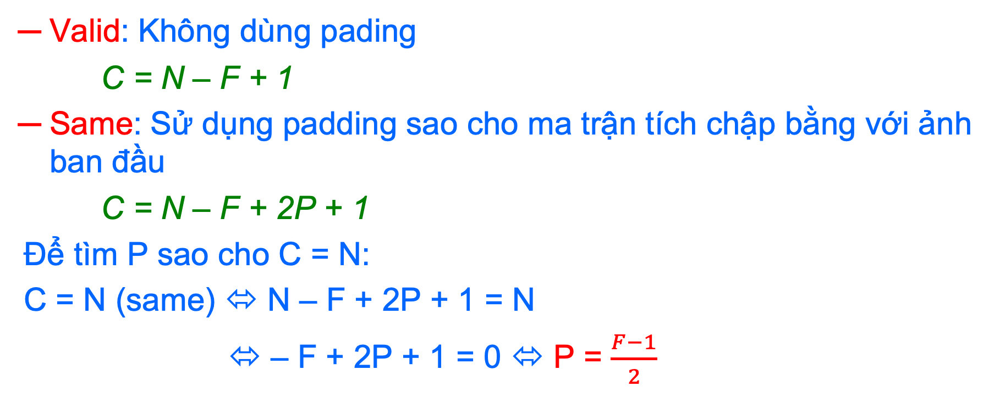 — Valid: Không dùng pading
C = N – F + 1
— Same: Sử dụng padding sao cho ma trận tích chập bằng với ảnh
ban đầu
C = N – F + 2P + 1
Để tìm P sao cho C = N:
C = N (same) ⬄ N – F + 2P + 1 = N
⬄ – F + 2P + 1 = 0 ⬄ P = \frac{F-1}{2}